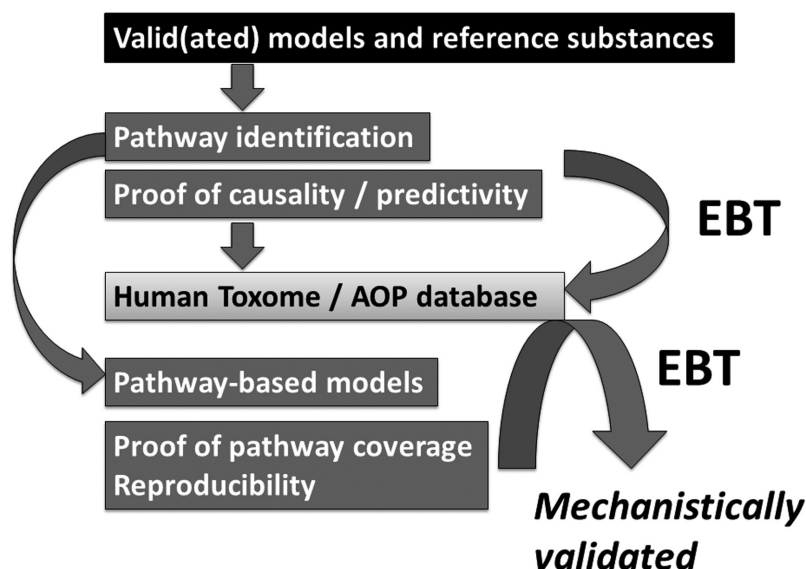 Valid(ated) models and reference substances
Pathway identification
Proof of causality / predictivity
EBT
Human Toxome / AOP database
Pathway-based models
EBT
Proof of pathway coverage
Reproducibility
Mechanistically
validated